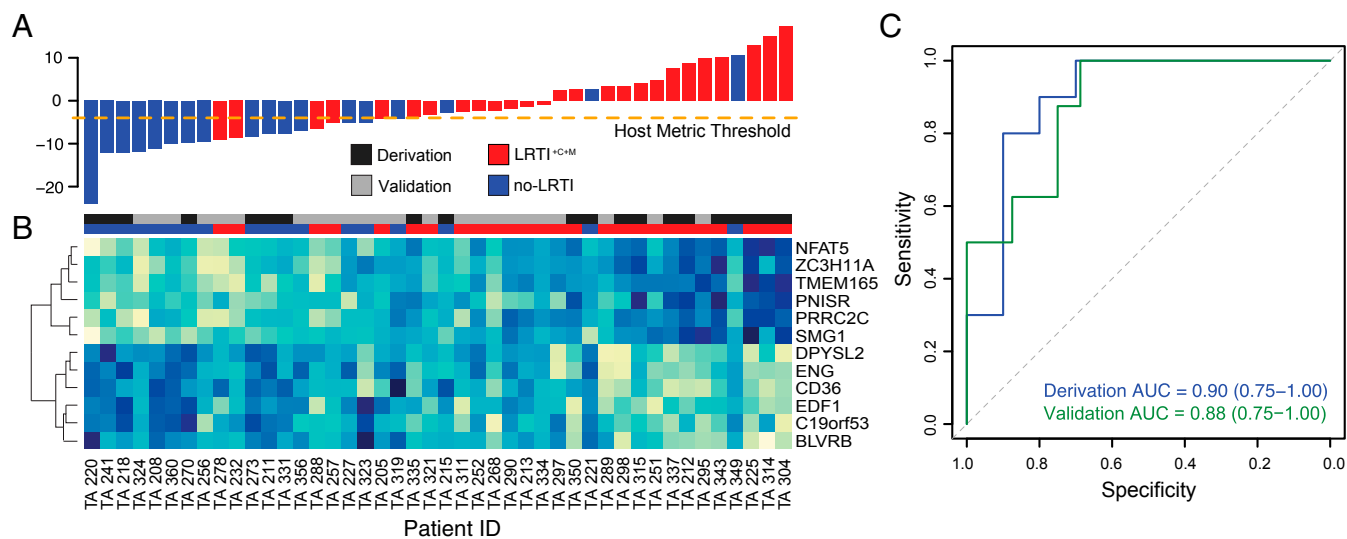 A
10
0
−10
−20
Host Metric Threshold
Derivation
LRTI +C+M
Validation
no-LRTI
B
NFAT5
ZC3H11A
TMEM165
PNISR
PRRC2C
SMG1
DPYSL2
ENG
CD36
EDF1
C19orf53
BLVRB
TA 220
TA 241
TA 218
TA 324
TA 208
TA 360
TA 270
TA 256
TA 278
TA 232
TA 273
TA 211
TA 331
TA 356
TA 288
TA 257
TA 227
TA 323
TA 205
TA 319
TA 335
TA 321
TA 215
TA 311
TA 252
TA 268
TA 290
TA 213
TA 334
TA 297
TA 350
TA 221
TA 289
TA 298
TA 315
TA 251
TA 337
TA 212
TA 295
TA 343
TA 349
TA 225
TA 314
TA 304
Patient ID
C
1.0
0.8
0.6
0.4
0.2
0.0
Sensitivity
Derivation AUC = 0.90 (0.75−1.00)
Validation AUC = 0.88 (0.75−1.00)
1.0 0.8 0.6 0.4 0.2 0.0
Specificity